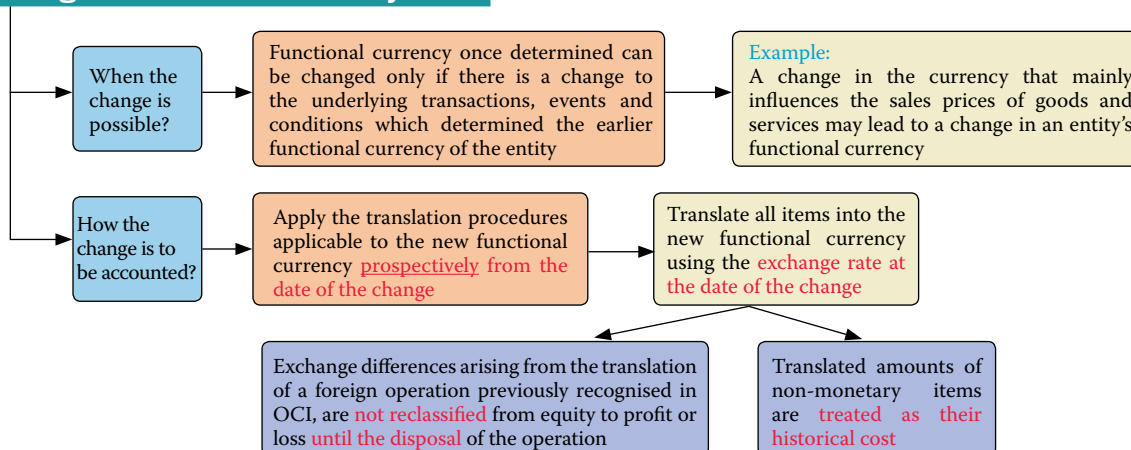 When the
change is
possible?
Functional currency once determined can
be changed only if there is a change to
the underlying transactions, events and
conditions which determined the earlier
functional currency of the entity
Example:
A change in the currency that mainly
influences the sales prices of goods and
services may lead to a change in an entity's
functional currency
How the
change is to
be accounted?
Apply the translation procedures
applicable to the new functional
currency prospectively from the
date of the change
Translate all items into the
new functional currency
using the exchange rate at
the date of the change
Exchange differences arising from the translation
of a foreign operation previously recognised in
OCI, are not reclassified from equity to profit or
loss until the disposal of the operation
Translated amounts of
non-monetary items
are treated as their
historical cost